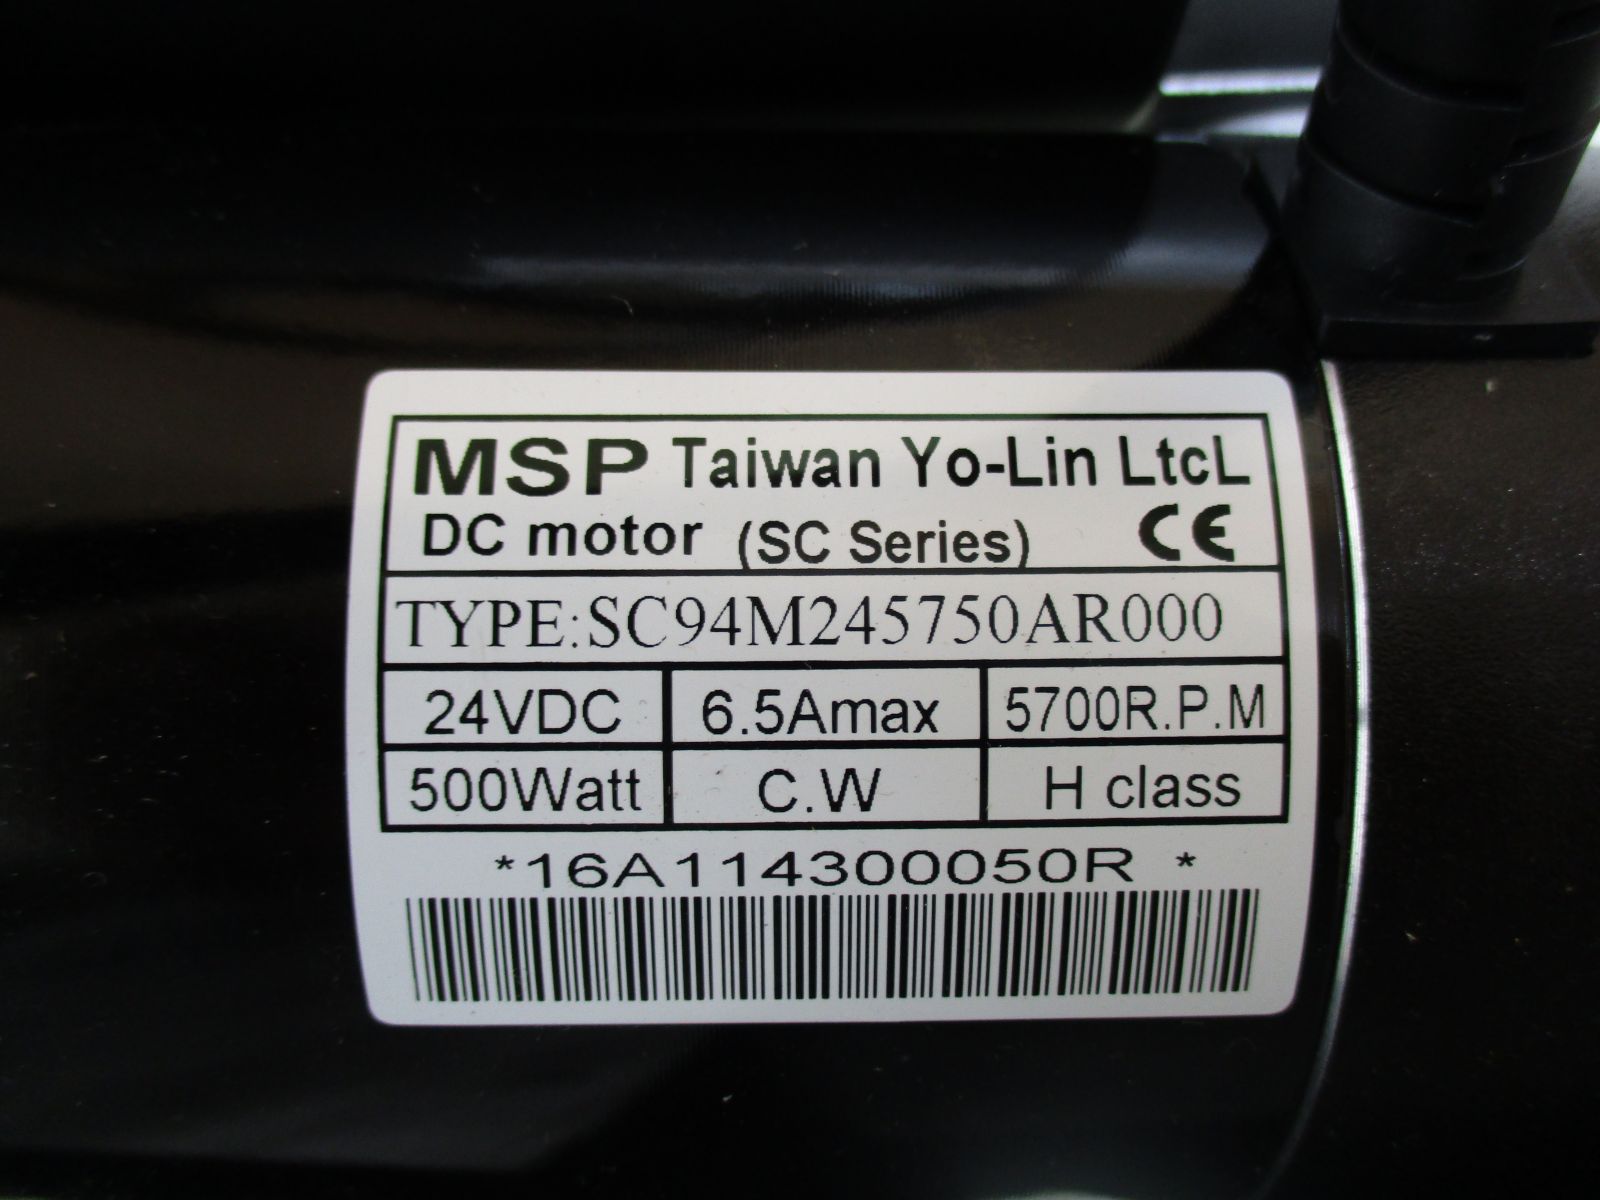 MSP Taiwan Yo-Lin LtcL
DC motor (SC Series) CE
TYPE:SC94M245750AR000
24VDC 6.5Amax 5700R.P.M
500Watt C.W H class
*16A114300050R *